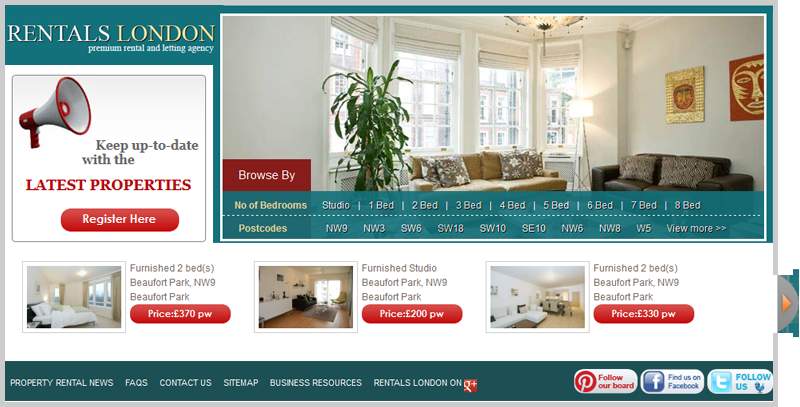 RENTALS LONDON
premium rental and letting agency
Keep up-to-date
with the
LATEST PROPERTIES
Register Here
Browse By
No of Bedrooms Studio | 1 Bed | 2 Bed | 3 Bed | 4 Bed | 5 Bed | 6 Bed | 7 Bed | 8 Bed
Postcodes NW9 NW3 SW6 SW18 SW10 SE10 NW6 NW8 W5 View more >>
Furnished 2 bed(s)
Beaufort Park, NW9
Beaufort Park
Price:£370 pw
Furnished Studio
Beaufort Park, NW9
Beaufort Park
Price:£200 pw
Furnished 2 bed(s)
Beaufort Park, NW9
Beaufort Park
Price:£330 pw
PROPERTY RENTAL NEWS FAQS CONTACT US SITEMAP BUSINESS RESOURCES RENTALS LONDON ON g+
Follow
our board
Find us on
Facebook
FOLLOW
US